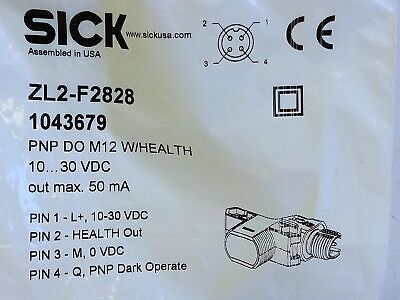 SICK www.sickusa.com
Assembled in USA
2 1
3 4
CE
ZL2-F2828
1043679
PNP DO M12 W/HEALTH
10...30 VDC
out max. 50 mA
PIN 1 - L+, 10-30 VDC
PIN 2 - HEALTH Out
PIN 3 - M, 0 VDC
PIN 4 - Q, PNP Dark Operate